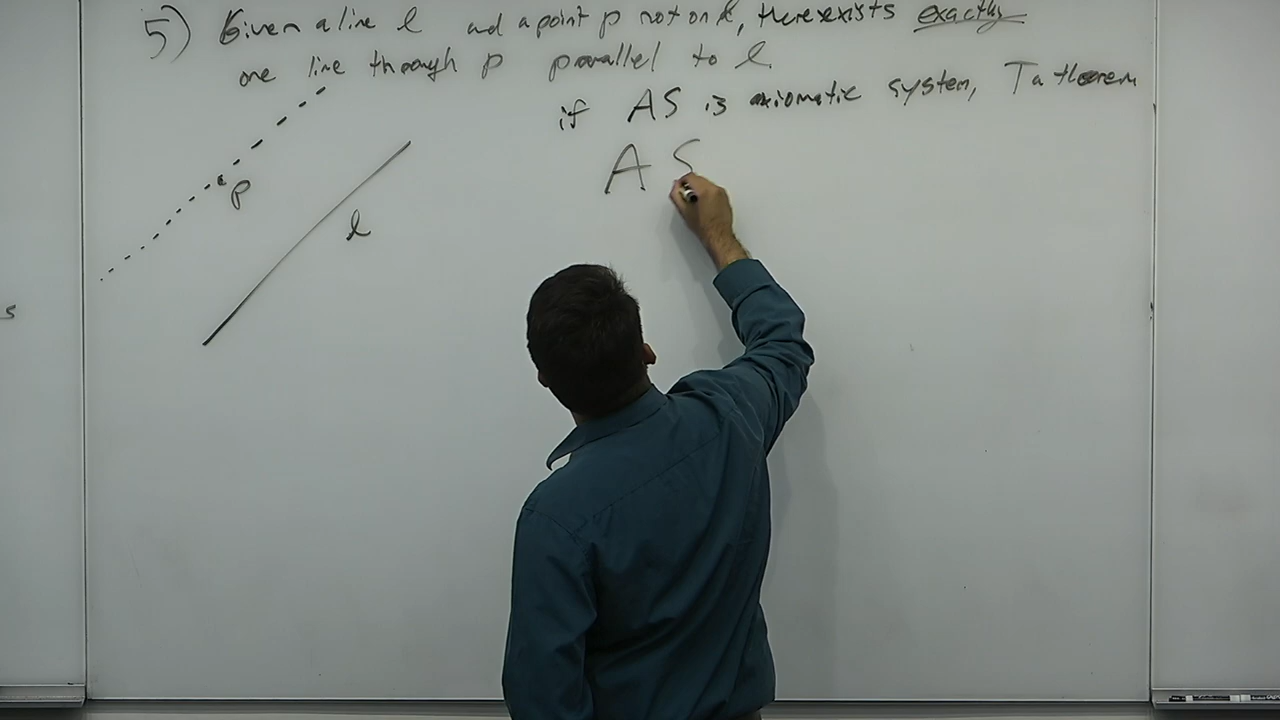 5) Given a line l and a point p not on l, there exists exactly
one line through p parallel to l.
if AS is axiomatic system, T a theorem
A S
p
l
s